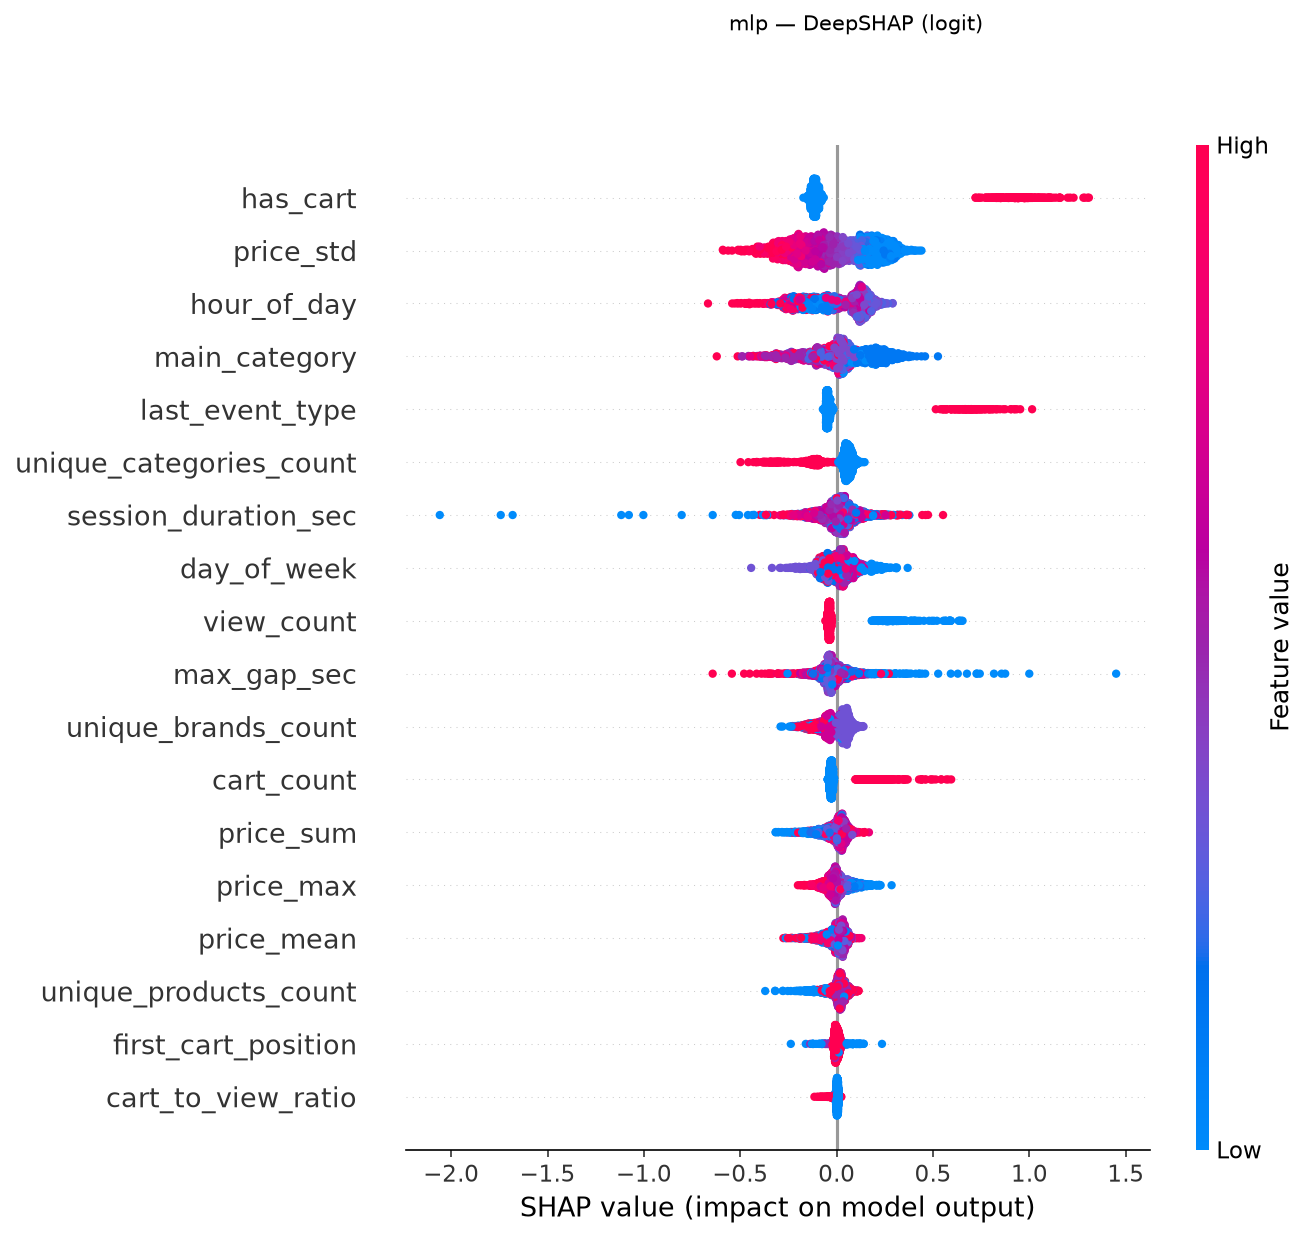 mlp — DeepSHAP (logit)
High
has_cart
price_std
hour_of_day
main_category
last_event_type
unique_categories_count
session_duration_sec
day_of_week
view_count
max_gap_sec
unique_brands_count
cart_count
price_sum
price_max
price_mean
unique_products_count
first_cart_position
cart_to_view_ratio
Feature value
Low
−2.0 −1.5 −1.0 −0.5 0.0 0.5 1.0 1.5
SHAP value (impact on model output)